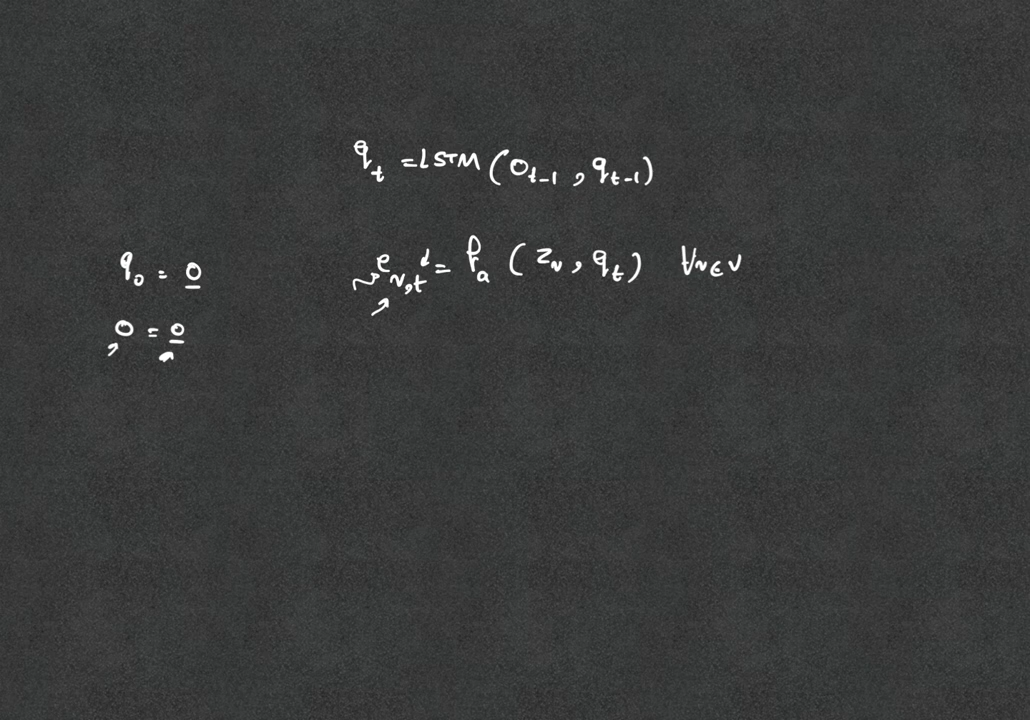 q_t = LSTM (o_{t-1}, q_{t-1})
q_0 = 0
e_{v,t} = f_a (z_v, q_t) ∀v∈V
o = 0